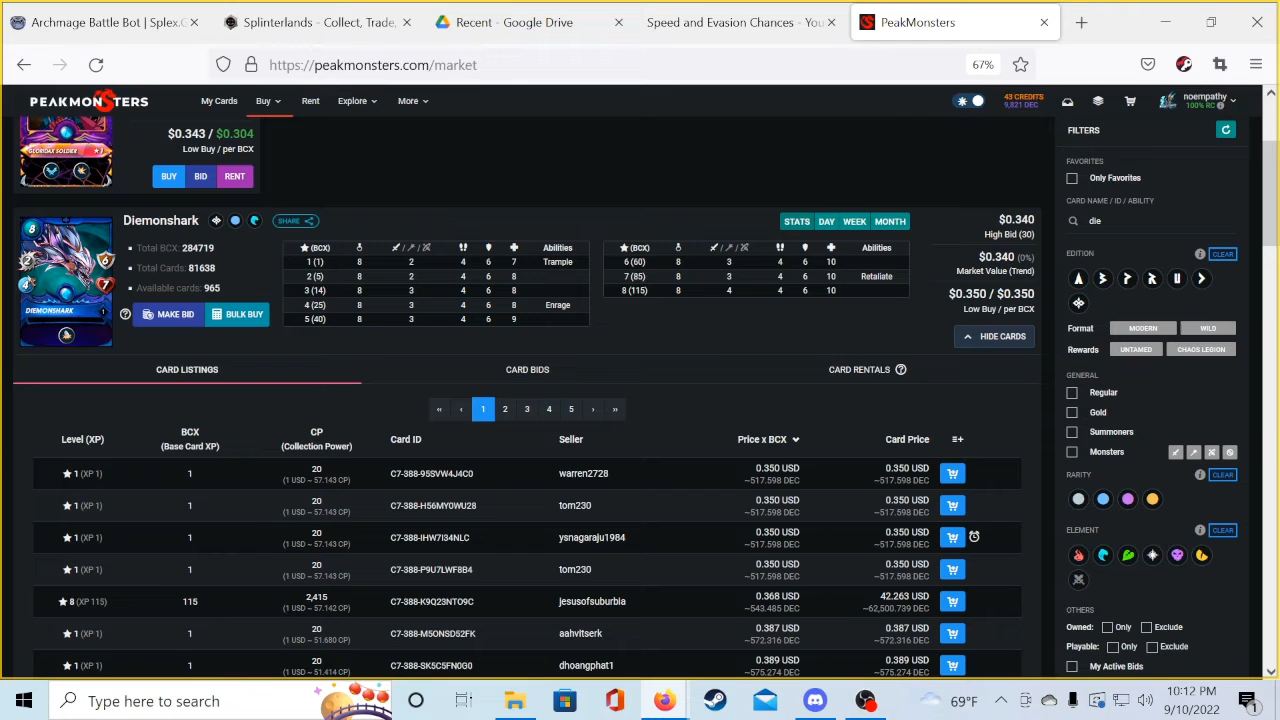 Archmage Battle Bot | Splex.G
Splinterlands - Collect, Trade,
Recent - Google Drive
Speed and Evasion Chances - You
PeakMonsters
https://peakmonsters.com/market
67%
PEAKMONSTERS
My Cards
Buy
Rent
Explore
More
43 CREDITS
9,821 DEC
noempathy
100% RC
GLORIDAX SOLDIER ★ 1
$0.343 / $0.304
Low Buy / per BCX
BUY
BID
RENT
Diemonshark
SHARE
Total BCX: 284719
Total Cards: 81638
Available cards: 965
8
2
4
6
7
DIEMONSHARK
1
MAKE BID
BULK BUY
STATS DAY WEEK MONTH
★(BCX) Abilities
1 (1) 8 2 4 6 7 Trample
2 (5) 8 2 4 6 8
3 (14) 8 3 4 6 8
4 (25) 8 3 4 6 8 Enrage
5 (40) 8 3 4 6 9
★(BCX) Abilities
6 (60) 8 3 4 6 10
7 (85) 8 3 4 6 10 Retaliate
8 (115) 8 4 4 6 10
$0.340
High Bid (30)
$0.340 (0%)
Market Value (Trend)
$0.350 / $0.350
Low Buy / per BCX
HIDE CARDS
CARD LISTINGS
CARD BIDS
CARD RENTALS
« ‹ 1 2 3 4 5 › »
Level (XP)
BCX
(Base Card XP)
CP
(Collection Power)
Card ID
Seller
Price x BCX
Card Price
★ 1 (XP 1) 1 20 C7-388-95SVW4J4C0 warren2728 0.350 USD 0.350 USD
(1 USD ~ 57.143 CP) ~517.598 DEC ~517.598 DEC
★ 1 (XP 1) 1 20 C7-388-H56MYQWU28 tom230 0.350 USD 0.350 USD
(1 USD ~ 57.143 CP) ~517.598 DEC ~517.598 DEC
★ 1 (XP 1) 1 20 ysnagaraju1984 0.350 USD 0.350 USD
(1 USD ~ 57.143 CP) ~517.598 DEC ~517.598 DEC
★ 1 (XP 1) 1 20 C7-388-P9U7LWF8B4 tom230 0.350 USD 0.350 USD
(1 USD ~ 57.143 CP) ~517.598 DEC ~517.598 DEC
★ 8 (XP 115) 115 2,415 C7-388-K9Q23NTO9C jesusofsuburbia 0.368 USD 42.263 USD
(1 USD ~ 57.142 CP) ~543.485 DEC ~62,500.739 DEC
★ 1 (XP 1) 1 20 C7-388-M5ONSD52FK aahvitserk 0.387 USD 0.387 USD
(1 USD ~ 51.680 CP) ~572.316 DEC ~572.316 DEC
★ 1 (XP 1) 1 20 C7-388-SK5C5FN0G0 dhoangphat1 0.389 USD 0.389 USD
(1 USD ~ 51.414 CP) ~575.274 DEC ~575.274 DEC
FILTERS
FAVORITES
Only Favorites
CARD NAME / ID / ABILITY
die
EDITION
CLEAR
Format MODERN WILD
Rewards UNTAMED CHAOS LEGION
GENERAL
Regular
Gold
Summoners
Monsters
RARITY
CLEAR
ELEMENT
CLEAR
OTHERS
Owned: Only Exclude
Playable: Only Exclude
My Active Bids
Type here to search
69°F
10:12 PM
9/10/2022
1